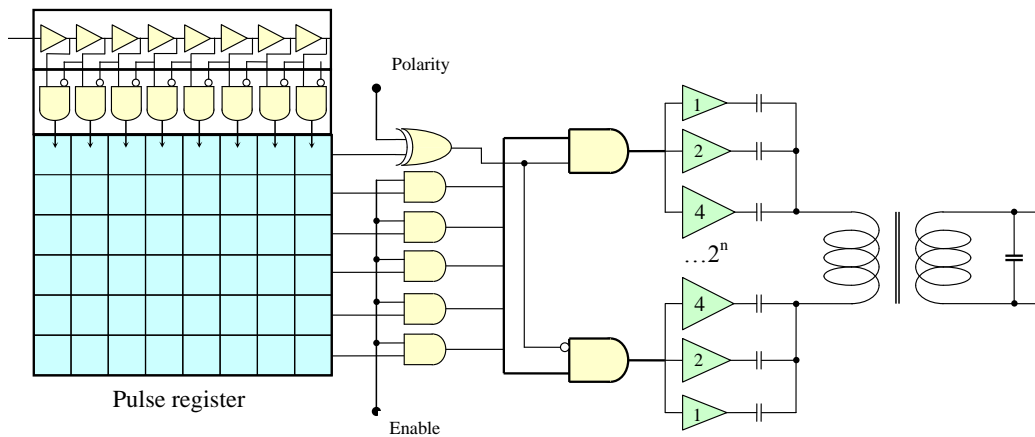 Polarity
1
2
4
…2ⁿ
4
2
1
Pulse register
Enable